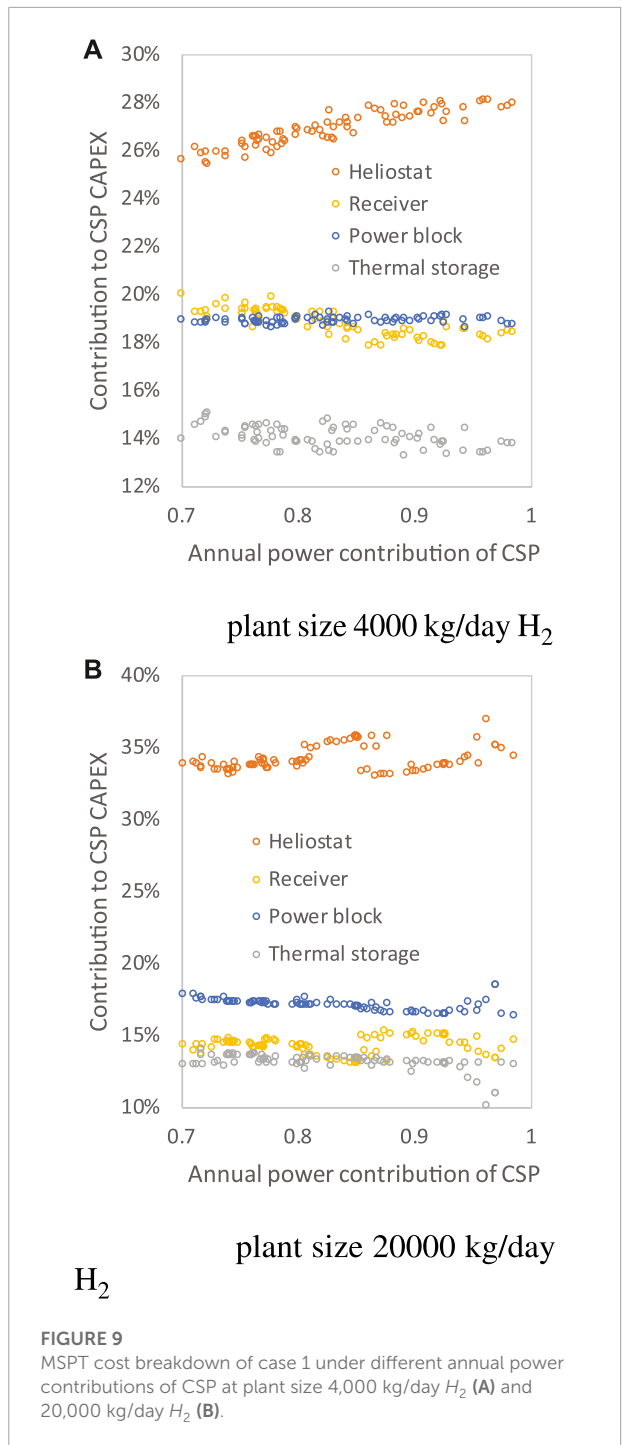 A
30%
28%
26%
24%
22%
20%
18%
16%
14%
12%
Contribution to CSP CAPEX
Heliostat
Receiver
Power block
Thermal storage
0.7 0.8 0.9 1
Annual power contribution of CSP
plant size 4000 kg/day H₂
B
40%
35%
30%
25%
20%
15%
10%
Contribution to CSP CAPEX
Heliostat
Receiver
Power block
Thermal storage
0.7 0.8 0.9 1
Annual power contribution of CSP
plant size 20000 kg/day
H₂
FIGURE 9
MSPT cost breakdown of case 1 under different annual power
contributions of CSP at plant size 4,000 kg/day H₂ (A) and
20,000 kg/day H₂ (B).